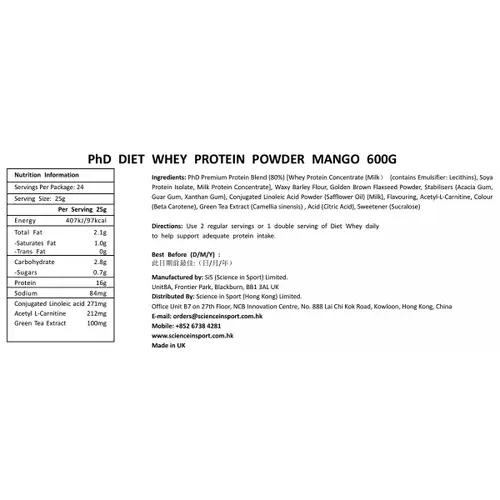 PhD DIET WHEY PROTEIN POWDER MANGO 600G
Nutrition Information
Servings Per Package: 24
Serving Size: 25g
Per Serving 25g
Energy 407kJ/97kcal
Total Fat 2.1g
-Saturates Fat 1.0g
-Trans Fat 0g
Carbohydrate 2.8g
-Sugars 0.7g
Protein 16g
Sodium 84mg
Conjugated Linoleic acid 271mg
Acetyl L-Carnitine 212mg
Green Tea Extract 100mg
Ingredients: PhD Premium Protein Blend (80%) [Whey Protein Concentrate (Milk） (contains Emulsifier: Lecithins), Soya
Protein Isolate, Milk Protein Concentrate], Waxy Barley Flour, Golden Brown Flaxseed Powder, Stabilisers (Acacia Gum,
Guar Gum, Xanthan Gum), Conjugated Linoleic Acid Powder (Safflower Oil) (Milk), Flavouring, Acetyl-L-Carnitine, Colour
(Beta Carotene), Green Tea Extract (Camellia sinensis) , Acid (Citric Acid), Sweetener (Sucralose)
Directions: Use 2 regular servings or 1 double serving of Diet Whey daily
to help support adequate protein intake.
Best Before (D/M/Y) :
此日期前最佳:（日/月/年）
Manufactured by: SiS (Science in Sport) Limited.
Unit8A, Frontier Park, Blackburn, BB1 3AL UK
Distributed By: Science in Sport (Hong Kong) Limited.
Office Unit B7 on 27th Floor, NCB Innovation Centre, No. 888 Lai Chi Kok Road, Kowloon, Hong Kong, China
E-mail: orders@scienceinsport.com.hk
Mobile: +852 6738 4281
www.scienceinsport.com.hk
Made in UK